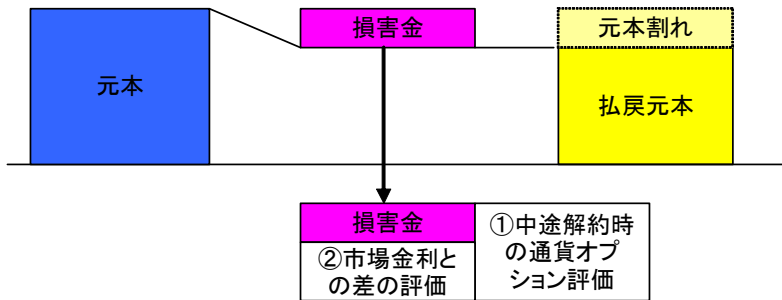 元本
損害金
元本割れ
払戻元本
損害金
②市場金利と
の差の評価
①中途解約時
の通貨オプ
ション評価